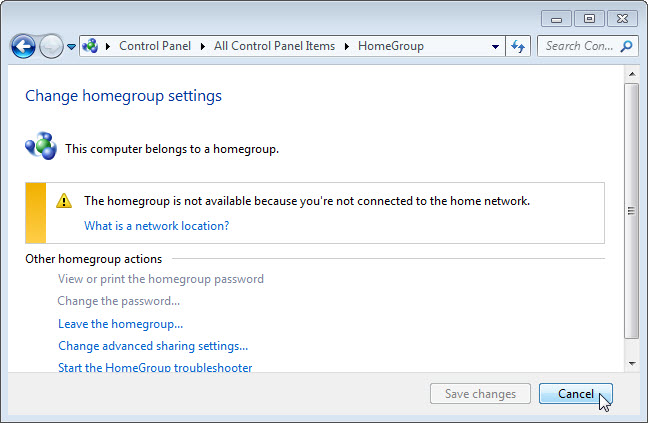 Control Panel ▸ All Control Panel Items ▸ HomeGroup
Search Con...
Change homegroup settings
This computer belongs to a homegroup.
The homegroup is not available because you're not connected to the home network.
What is a network location?
Other homegroup actions
View or print the homegroup password
Change the password...
Leave the homegroup...
Change advanced sharing settings...
Start the HomeGroup troubleshooter
Save changes
Cancel